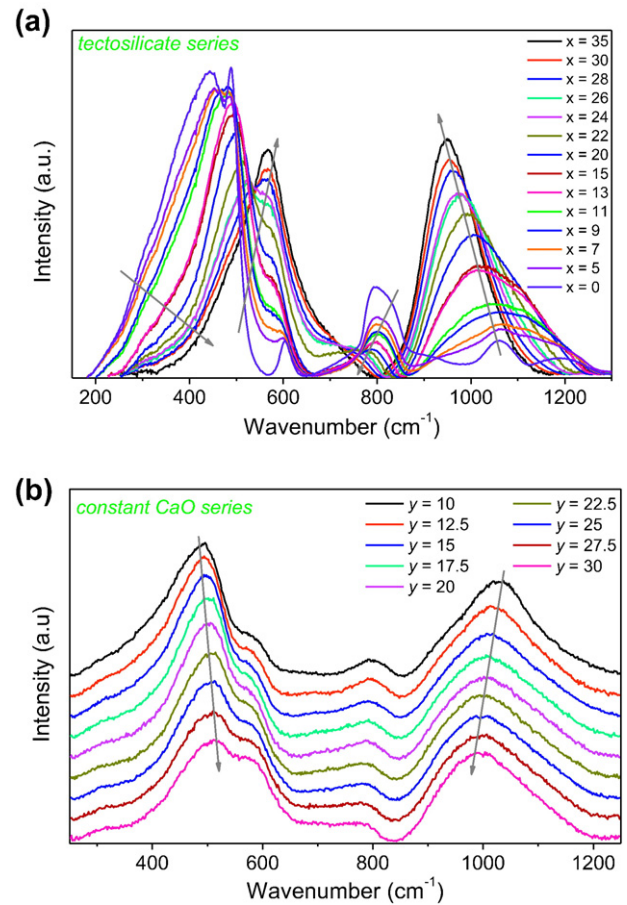 (a)
tectosilicate series
x = 35
x = 30
x = 28
x = 26
x = 24
x = 22
x = 20
x = 15
x = 13
x = 11
x = 9
x = 7
x = 5
x = 0
Intensity (a.u.)
200 400 600 800 1000 1200
Wavenumber (cm⁻¹)
(b)
constant CaO series
y = 10 y = 22.5
y = 12.5 y = 25
y = 15 y = 27.5
y = 17.5 y = 30
y = 20
Intensity (a.u)
400 600 800 1000 1200
Wavenumber (cm⁻¹)